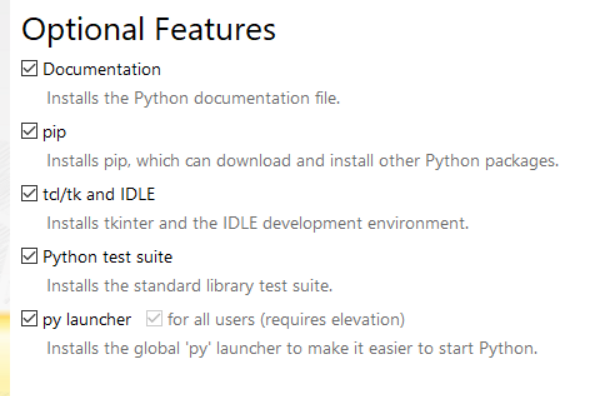 Optional Features
Documentation
Installs the Python documentation file.
pip
Installs pip, which can download and install other Python packages.
tcl/tk and IDLE
Installs tkinter and the IDLE development environment.
Python test suite
Installs the standard library test suite.
py launcher for all users (requires elevation)
Installs the global 'py' launcher to make it easier to start Python.